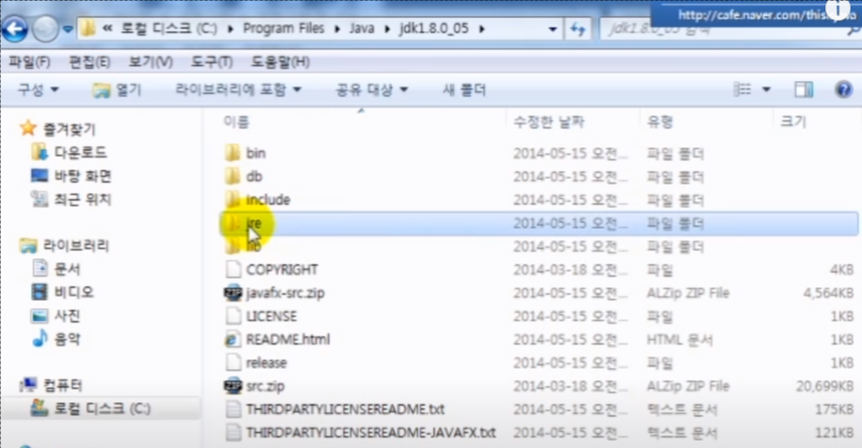 http://cafe.naver.com/this
« 로컬 디스크 (C:) ▸ Program Files ▸ Java ▸ jdk1.8.0_05 ▸
jdk1.8.0_05 검색
파일(F) 편집(E) 보기(V) 도구(T) 도움말(H)
구성 열기 라이브러리에 포함 공유 대상 새 폴더
이름 수정한 날짜 유형 크기
즐겨찾기
다운로드
바탕 화면
최근 위치
라이브러리
문서
비디오
사진
음악
컴퓨터
로컬 디스크 (C:)
bin 2014-05-15 오전... 파일 폴더
db 2014-05-15 오전... 파일 폴더
include 2014-05-15 오전... 파일 폴더
jre 2014-05-15 오전... 파일 폴더
lib 2014-05-15 오전... 파일 폴더
COPYRIGHT 2014-03-18 오전... 파일 4KB
javafx-src.zip 2014-05-15 오전... ALZip ZIP File 4,564KB
LICENSE 2014-05-15 오전... 파일 1KB
README.html 2014-05-15 오전... HTML 문서 1KB
release 2014-05-15 오전... 파일 1KB
src.zip 2014-03-18 오전... ALZip ZIP File 20,699KB
THIRDPARTYLICENSEREADME.txt 2014-05-15 오전... 텍스트 문서 175KB
THIRDPARTYLICENSEREADME-JAVAFX.txt 2014-05-15 오전... 텍스트 문서 121KB